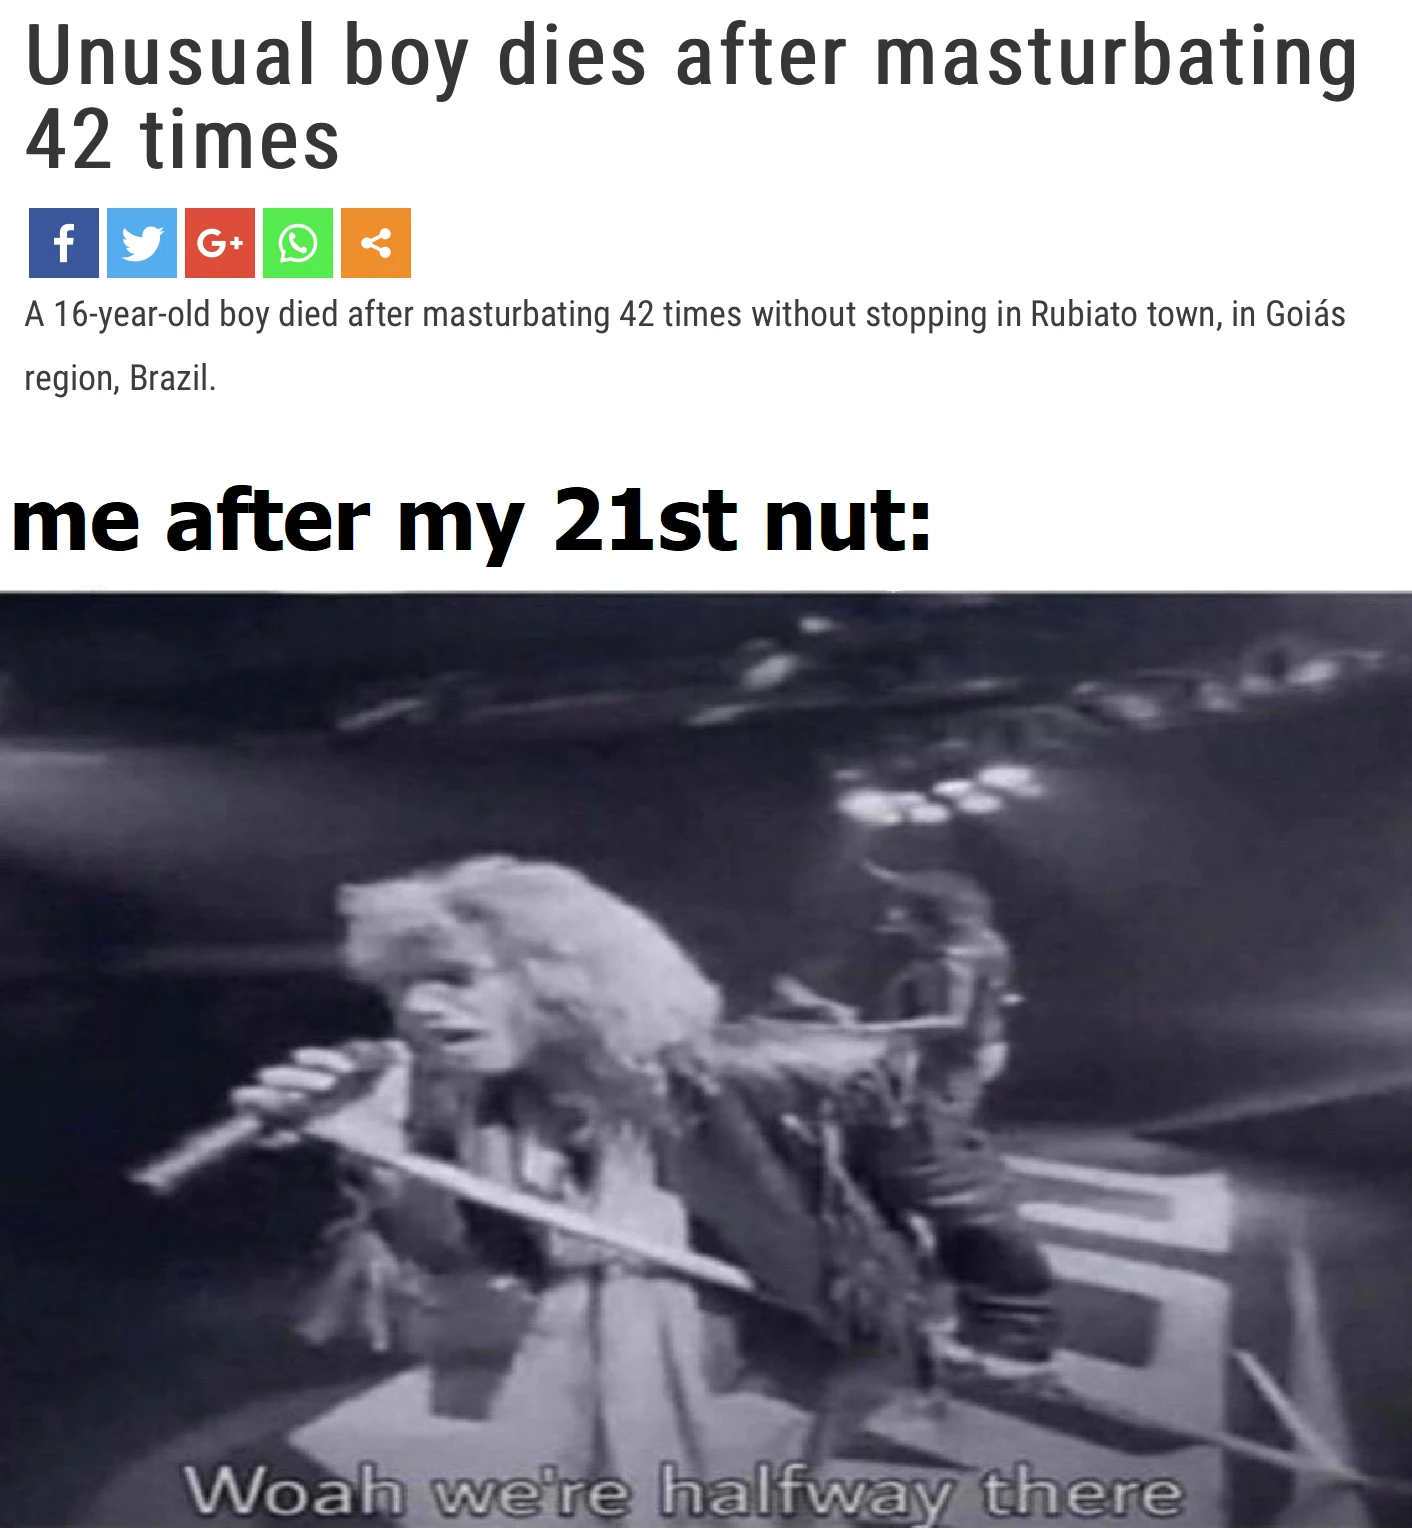 Unusual boy dies after masturbating
42 times
f
G+
A 16-year-old boy died after masturbating 42 times without stopping in Rubiato town, in Goiás
region, Brazil.
me after my 21st nut:
Woah we're halfway there